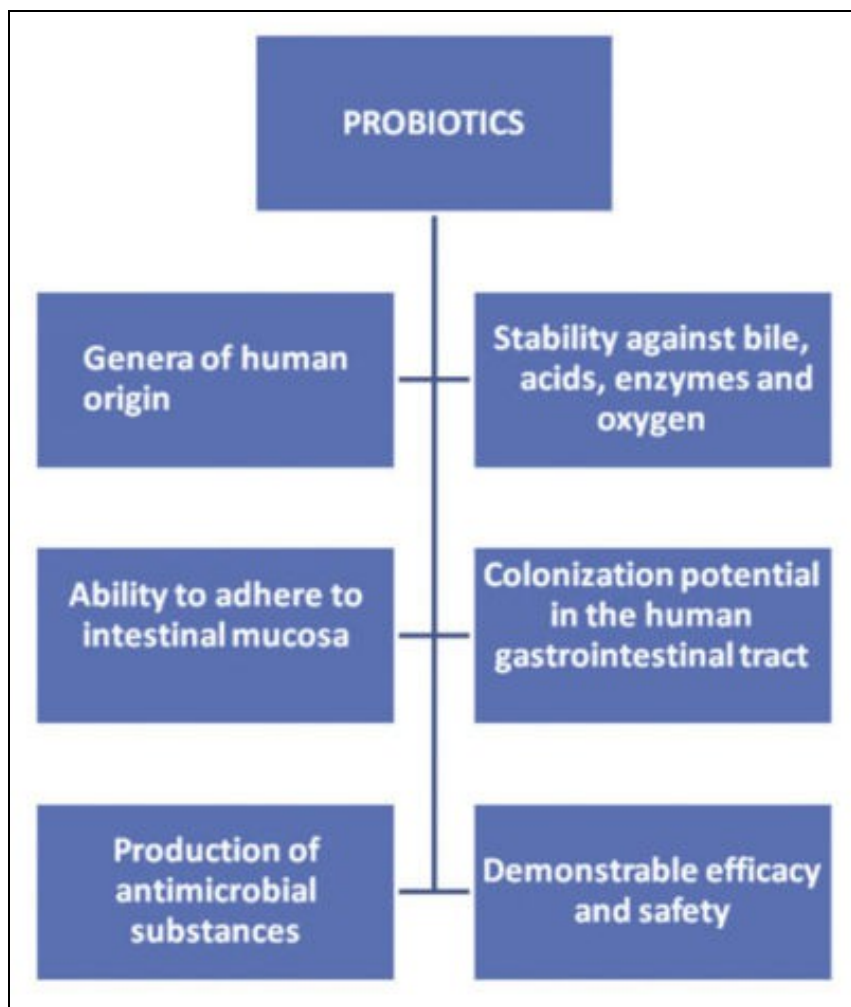 PROBIOTICS
Genera of human
origin
Stability against bile,
acids, enzymes and
oxygen
Ability to adhere to
intestinal mucosa
Colonization potential
in the human
gastrointestinal tract
Production of
antimicrobial
substances
Demonstrable efficacy
and safety